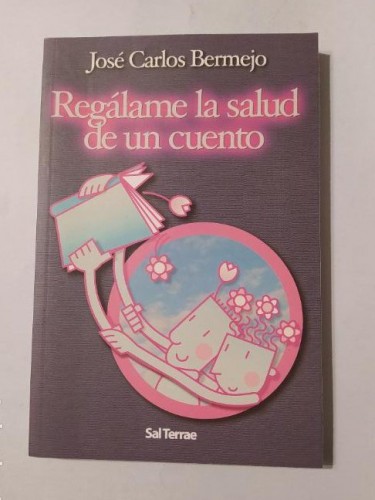 José Carlos Bermejo
Regálame la salud
de un cuento
Sal Terrae